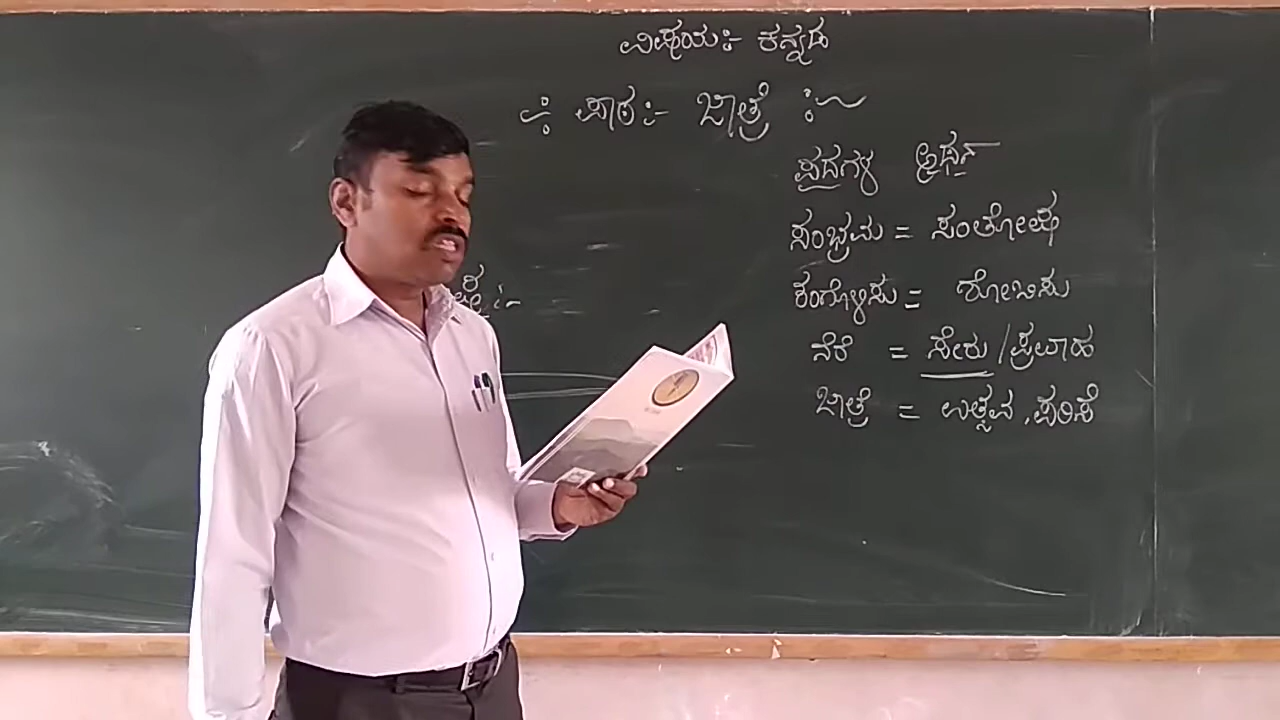 ವಿಷಯ:- ಕನ್ನಡ
-: ಪಾಠ:- ಜಾತ್ರೆ :~
ಪದಗಳ ಅರ್ಥ
ಸಂಭ್ರಮ = ಸಂತೋಷ
ಕಂಗೊಳಿಸು = ಶೋಬಿಸು
ನೆರೆ = ಸೇರು / ಪ್ರವಾಹ
ಜಾತ್ರೆ = ಉತ್ಸವ , ಪರಿಸೆ